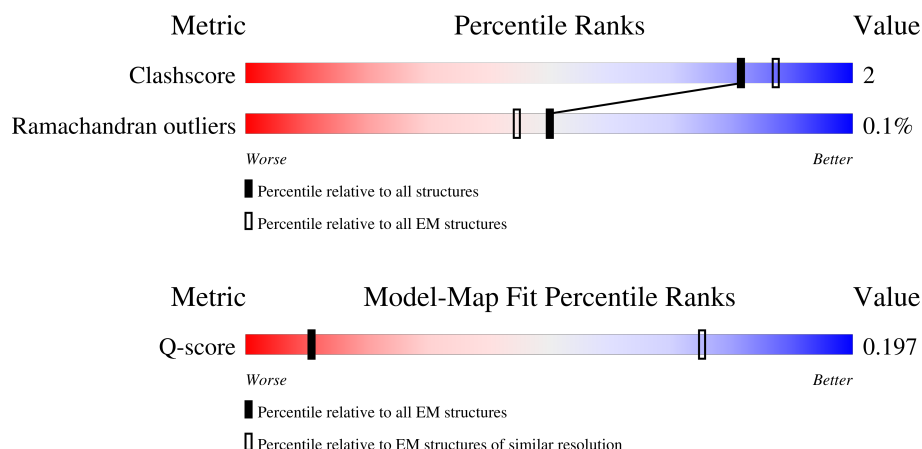 Metric Percentile Ranks Value
Clashscore 2
Ramachandran outliers 0.1%
Worse Better
Percentile relative to all structures
Percentile relative to all EM structures
Metric Model-Map Fit Percentile Ranks Value
Q-score 0.197
Worse Better
Percentile relative to all EM structures
Percentile relative to EM structures of similar resolution